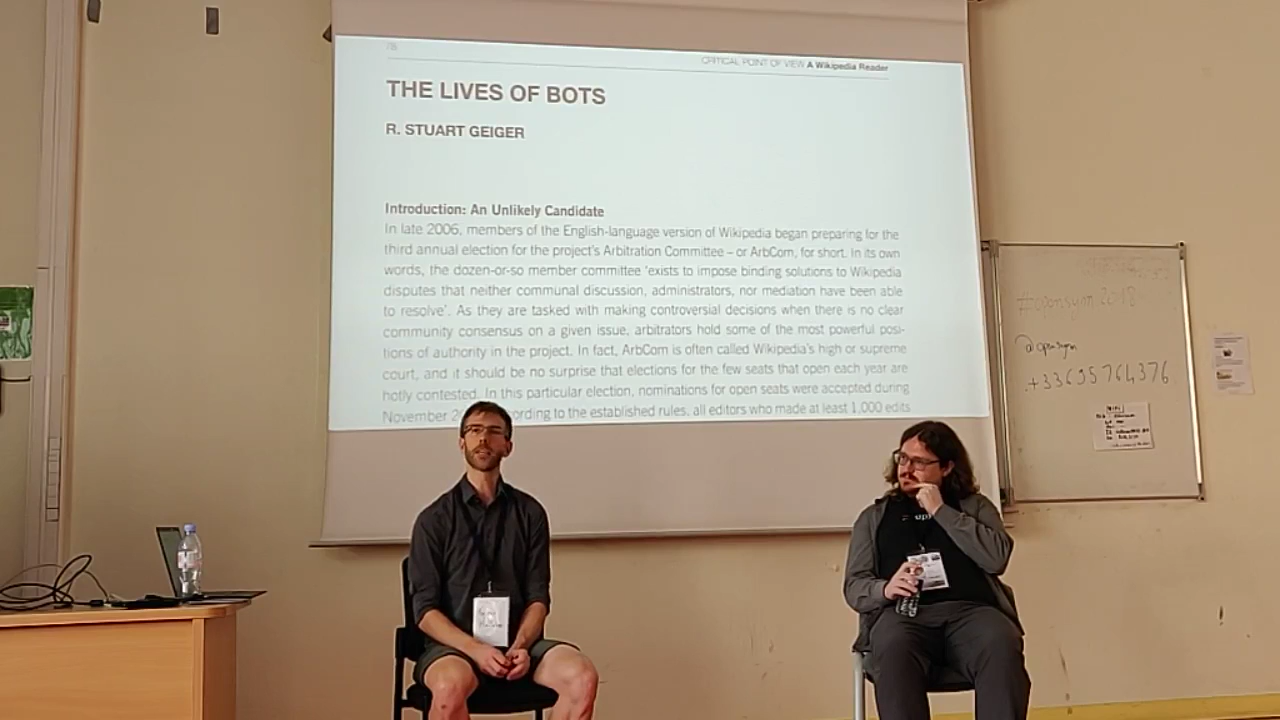 78
CRITICAL POINT OF VIEW A Wikipedia Reader
THE LIVES OF BOTS
R. STUART GEIGER
Introduction: An Unlikely Candidate
In late 2006, members of the English-language version of Wikipedia began preparing for the
third annual election for the project's Arbitration Committee – or ArbCom, for short. In its own
words, the dozen-or-so member committee 'exists to impose binding solutions to Wikipedia
disputes that neither communal discussion, administrators, nor mediation have been able
to resolve'. As they are tasked with making controversial decisions when there is no clear
community consensus on a given issue, arbitrators hold some of the most powerful posi-
tions of authority in the project. In fact, ArbCom is often called Wikipedia's high or supreme
court, and it should be no surprise that elections for the few seats that open each year are
hotly contested. In this particular election, nominations for open seats were accepted during
November to the established rules, all editors who made at least 1,000 edits
#opensym2018
@opensym
+33695764376